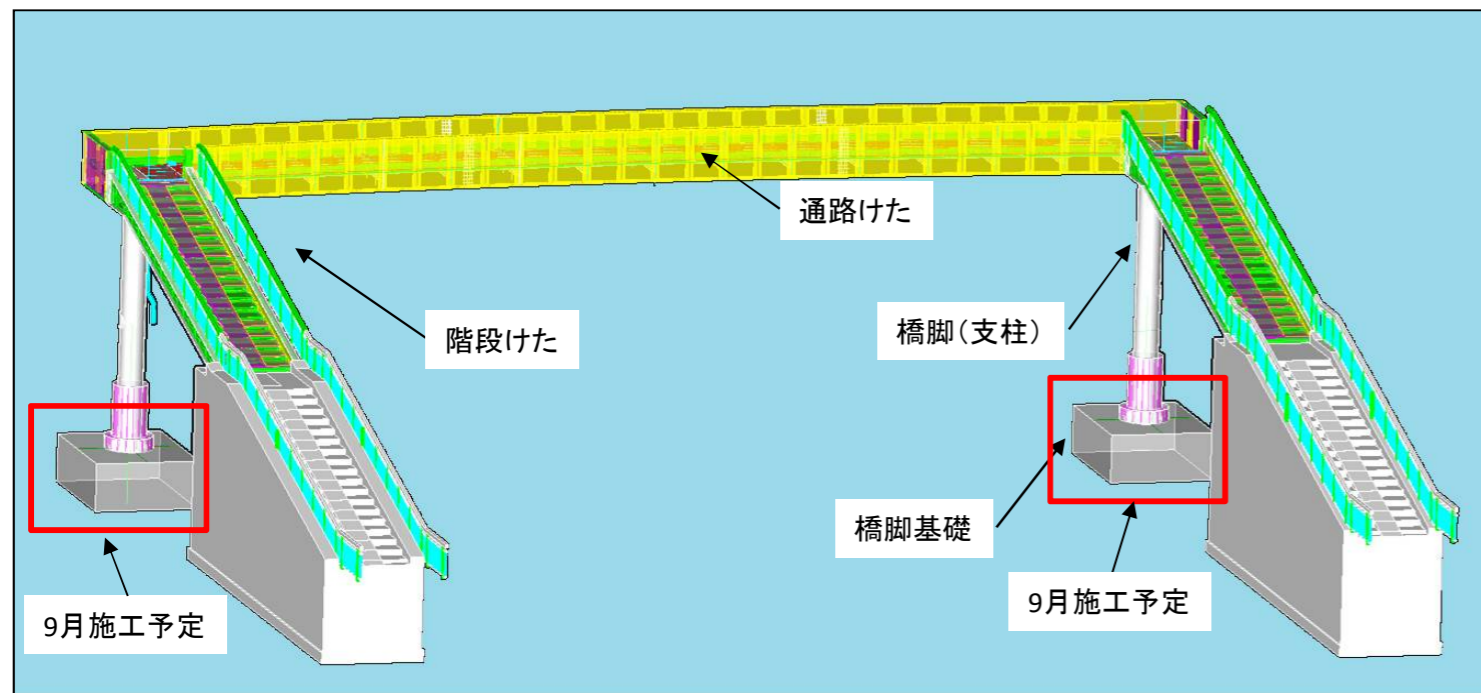 通路けた
階段けた
橋脚（支柱）
橋脚基礎
9月施工予定
9月施工予定